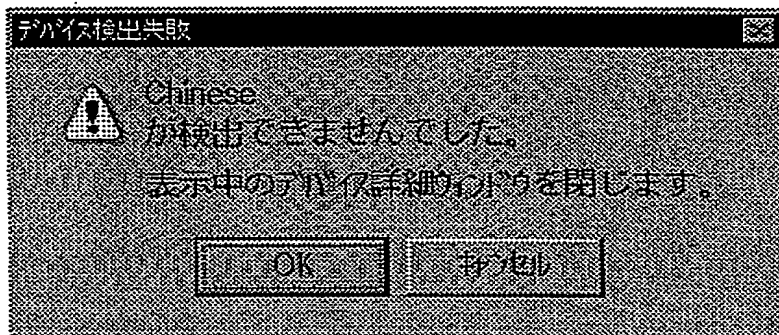 デバイス検出失敗
Chinese
が検出できませんでした。
表示中のデバイス詳細ウィンドウを閉じます。
OK
キャンセル